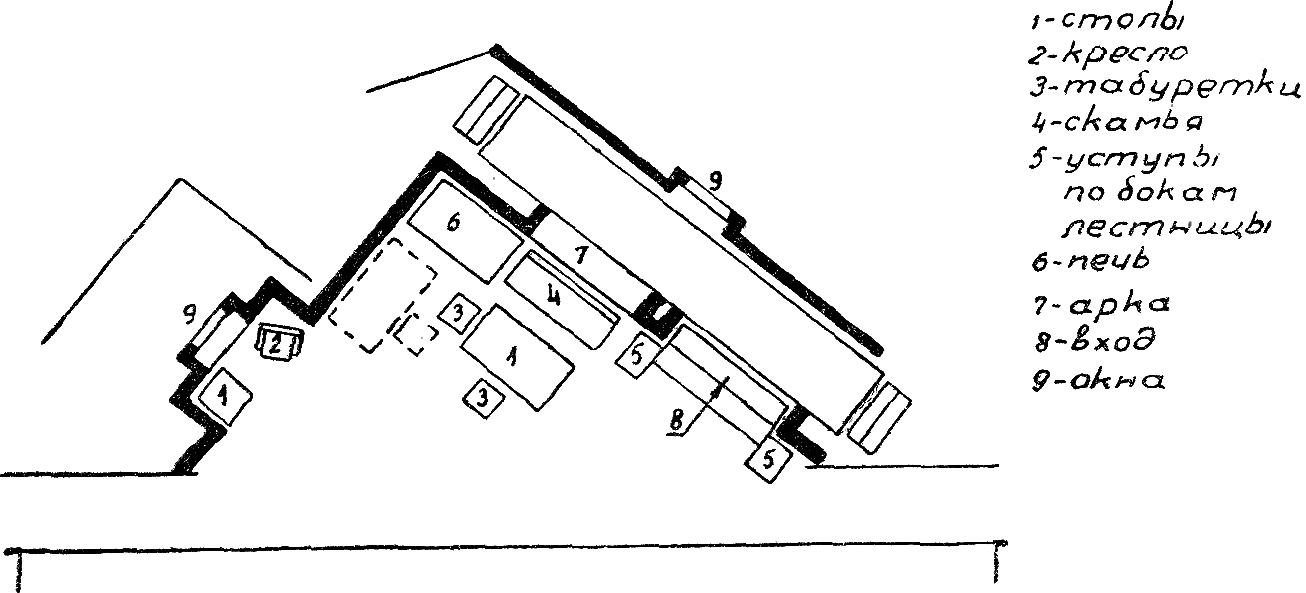 1-столы
2-кресло
3-табуретки
4-скамья
5-уступы
по бокам
лестницы
6-печь
7-арка
8-вход
9-окна
9
6
7
9
4
3
2
1
5
1
3
8
5